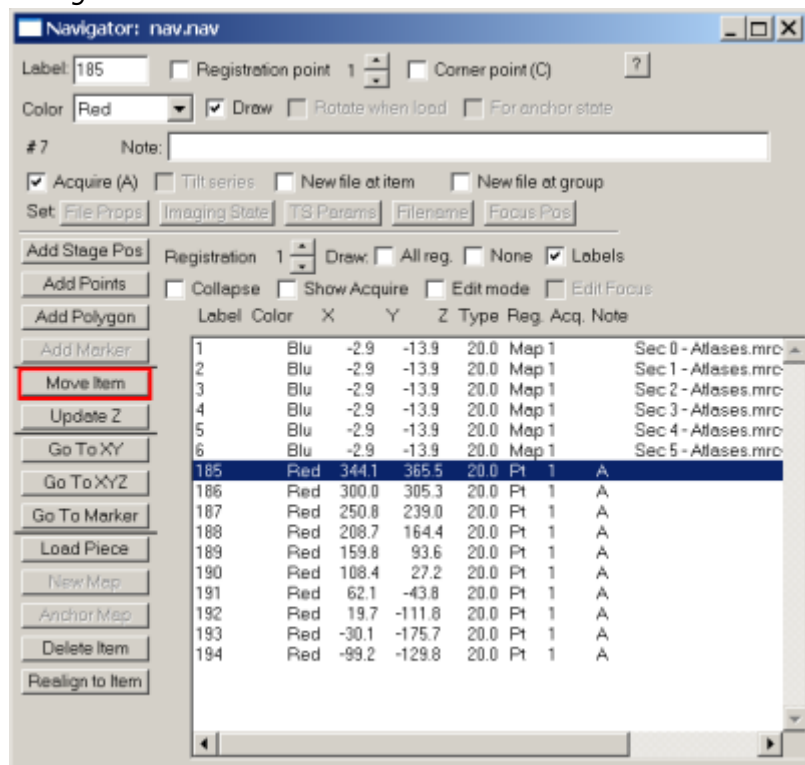 Navigator: nav.nav
Label: 185 Registration point 1 Corner point (C) ?
Color Red Draw Rotate when load For anchor state
#7 Note:
Acquire (A) Tilt series New file at item New file at group
Set: File Props Imaging State TS Params Filename Focus Pos
Add Stage Pos Registration 1 Draw: All reg. None Labels
Add Points Collapse Show Acquire Edit mode Edit Focus
Add Polygon Label Color X Y Z Type Reg. Acq. Note
Add Marker 1 Blu -2.9 -13.9 20.0 Map 1 Sec 0 - Atlases.mrc
2 Blu -2.9 -13.9 20.0 Map 1 Sec 1 - Atlases.mrc
Move Item 3 Blu -2.9 -13.9 20.0 Map 1 Sec 2 - Atlases.mrc
4 Blu -2.9 -13.9 20.0 Map 1 Sec 3 - Atlases.mrc
Update Z 5 Blu -2.9 -13.9 20.0 Map 1 Sec 4 - Atlases.mrc
Go To XY 6 Blu -2.9 -13.9 20.0 Map 1 Sec 5 - Atlases.mrc
185 Red 344.1 365.5 20.0 Pt 1 A
Go To XYZ 186 Red 300.0 305.3 20.0 Pt 1 A
187 Red 250.8 239.0 20.0 Pt 1 A
Go To Marker 188 Red 208.7 164.4 20.0 Pt 1 A
Load Piece 189 Red 159.8 93.6 20.0 Pt 1 A
New Map 190 Red 108.4 27.2 20.0 Pt 1 A
191 Red 62.1 -43.8 20.0 Pt 1 A
Anchor Map 192 Red 19.7 -111.8 20.0 Pt 1 A
193 Red -30.1 -175.7 20.0 Pt 1 A
Delete Item 194 Red -99.2 -129.8 20.0 Pt 1 A
Realign to Item